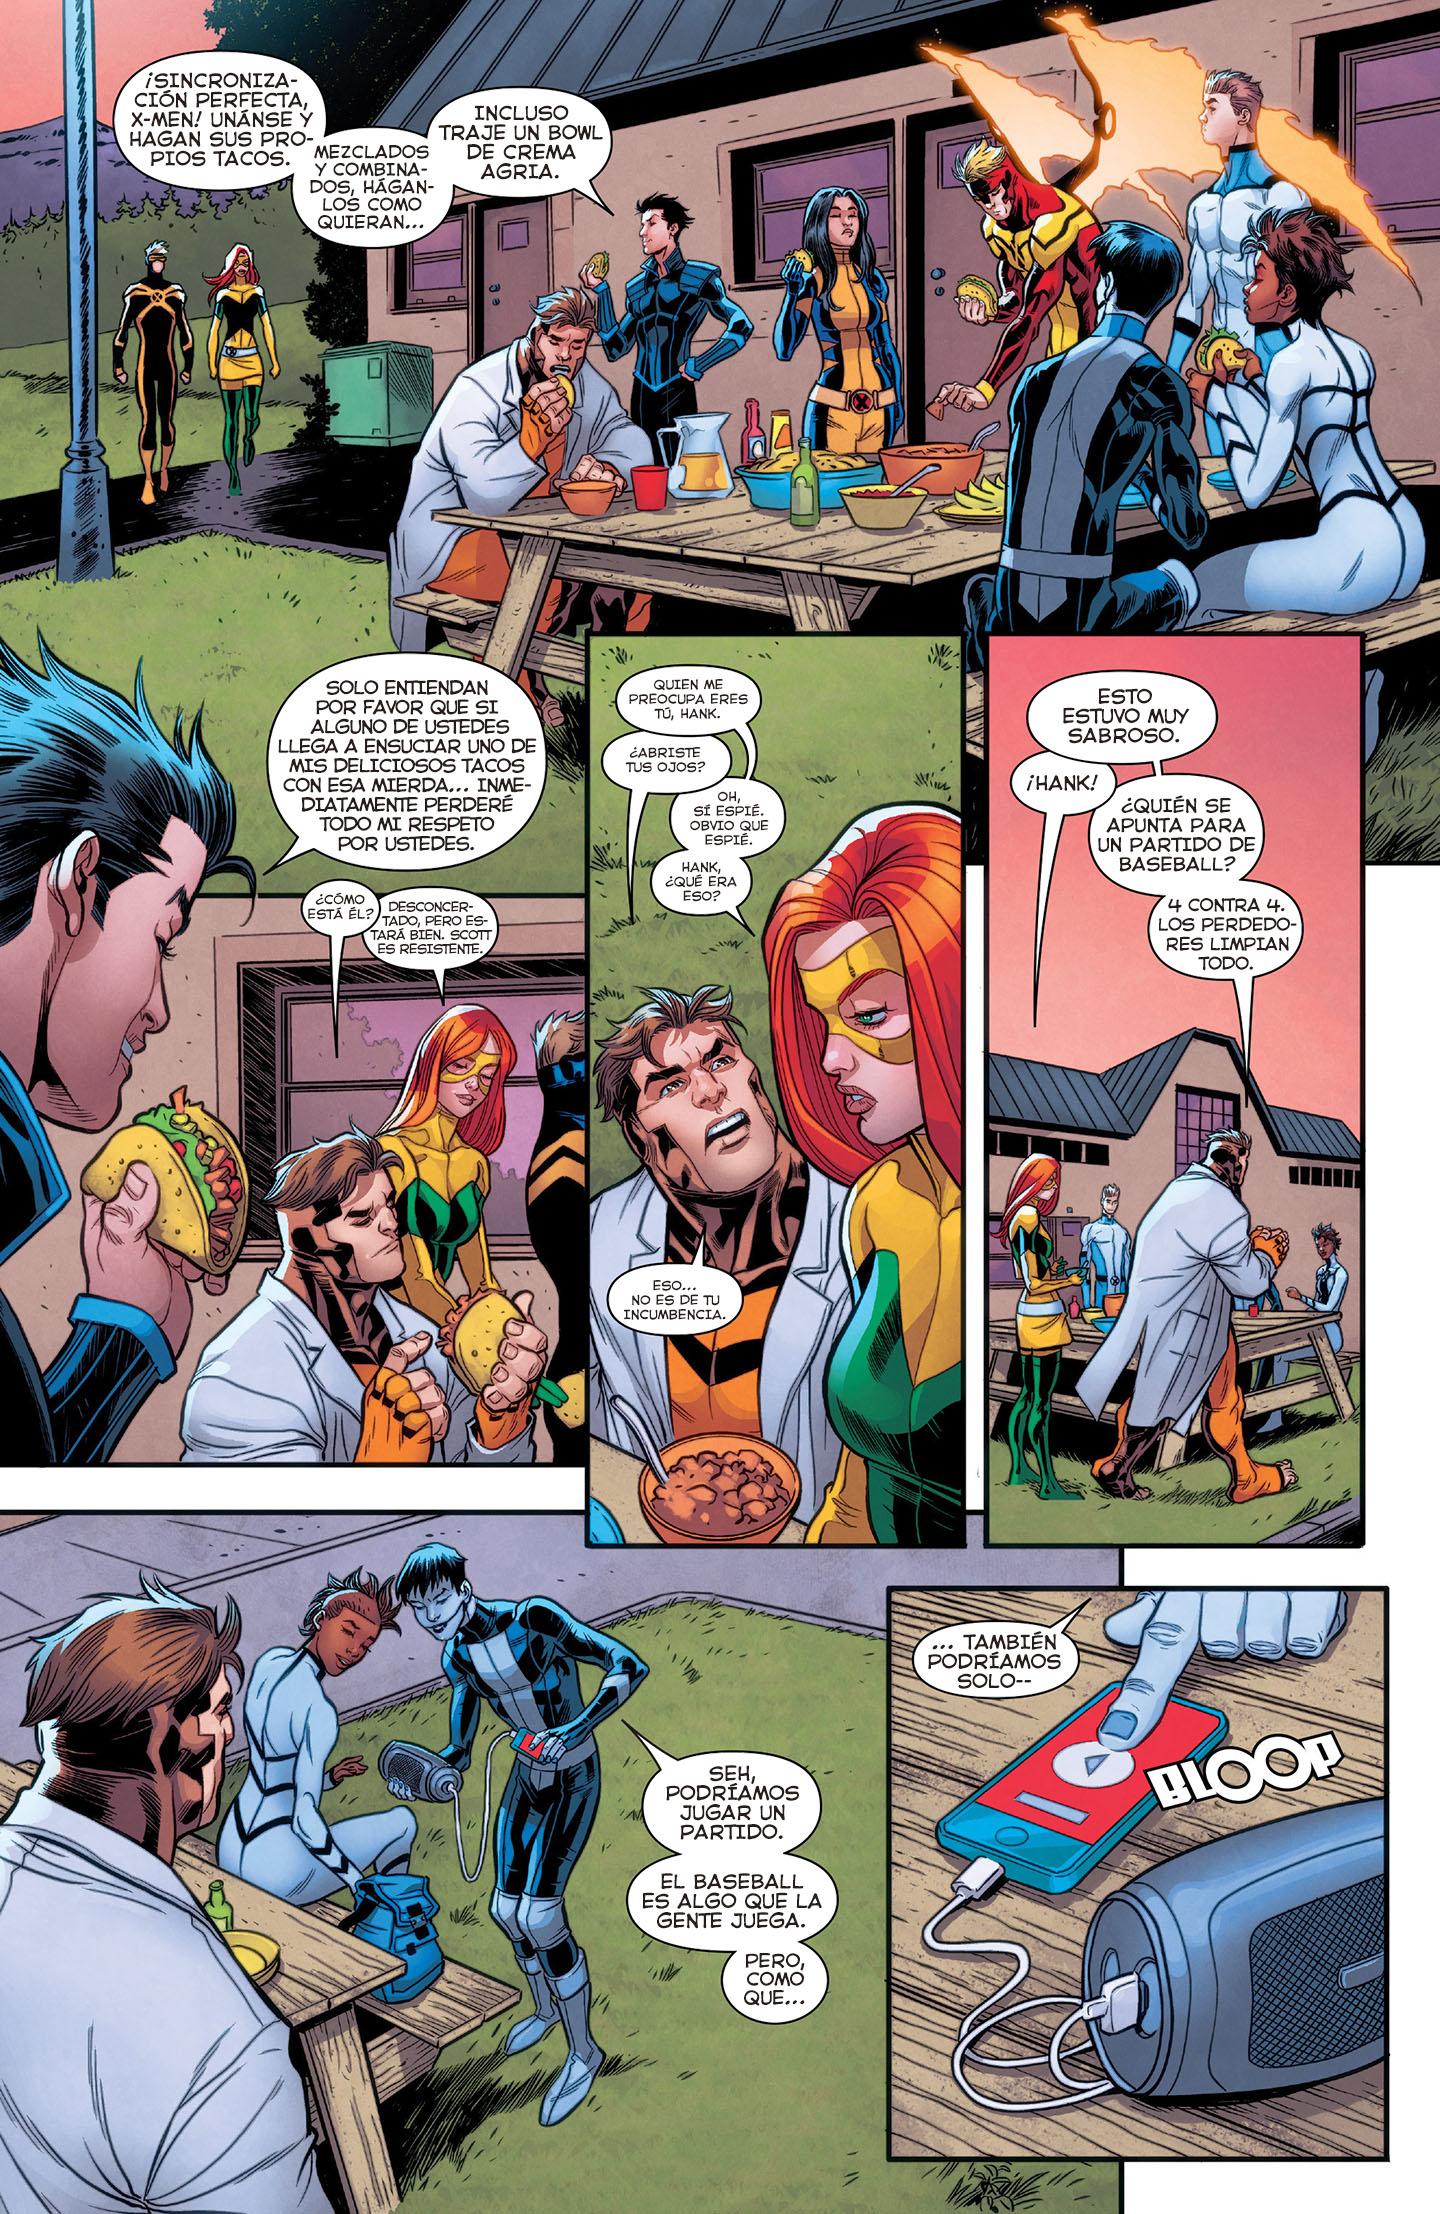 ¡SINCRONIZA-
CIÓN PERFECTA,
X-MEN! UNÁNSE Y
HAGAN SUS PRO-
PIOS TACOS.
MEZCLADOS
Y COMBINA-
DOS, HÁGAN-
LOS COMO
QUIERAN...
INCLUSO
TRAJE UN BOWL
DE CREMA
AGRIA.
SOLO ENTIENDAN
POR FAVOR QUE SI
ALGUNO DE USTEDES
LLEGA A ENSUCIAR UNO DE
MIS DELICIOSOS TACOS
CON ESA MIERDA... INME-
DIATAMENTE PERDERÉ
TODO MI RESPETO
POR USTEDES.
¿CÓMO
ESTÁ ÉL?
DESCONCER-
TADO, PERO ES-
TARÁ BIEN. SCOTT
ES RESISTENTE.
QUIEN ME
PREOCUPA ERES
TÚ, HANK.
¿ABRISTE
TUS OJOS?
OH,
SÍ ESPIÉ.
OBVIO QUE
ESPIÉ.
HANK,
¿QUÉ ERA
ESO?
ESO...
NO ES DE TU
INCUMBENCIA.
ESTO
ESTUVO MUY
SABROSO.
¡HANK!
¿QUIÉN SE
APUNTA PARA
UN PARTIDO DE
BASEBALL?
4 CONTRA 4.
LOS PERDEDO-
RES LIMPIAN
TODO.
SEH,
PODRÍAMOS
JUGAR UN
PARTIDO.
EL BASEBALL
ES ALGO QUE LA
GENTE JUEGA.
PERO,
COMO
QUE...
... TAMBIÉN
PODRÍAMOS
SOLO--
BLOOP